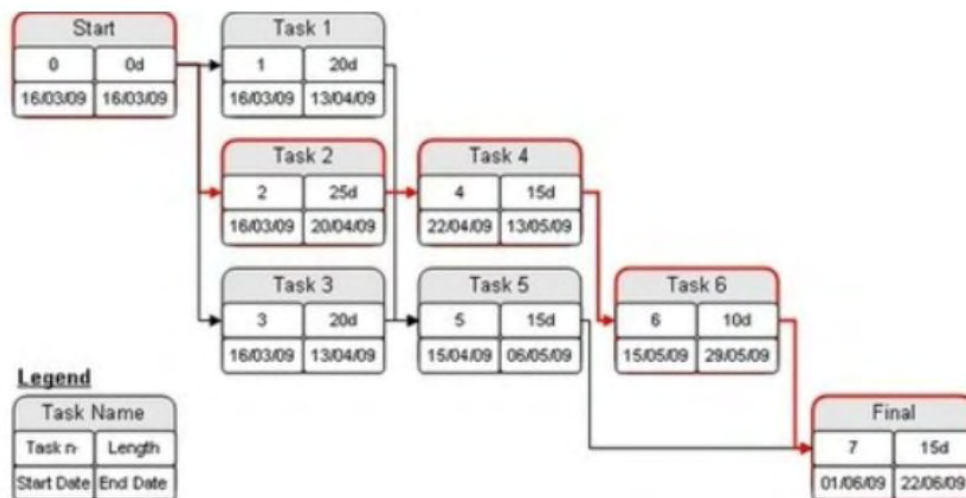 Start
0 0d
16/03/09 16/03/09
Task 1
1 20d
16/03/09 13/04/09
Task 2
2 25d
16/03/09 20/04/09
Task 4
4 15d
22/04/09 13/05/09
Task 3
3 20d
16/03/09 13/04/09
Task 5
5 15d
15/04/09 06/05/09
Task 6
6 10d
15/05/09 29/05/09
Legend
Task Name
Task n- Length
Start Date End Date
Final
7 15d
01/06/09 22/06/09